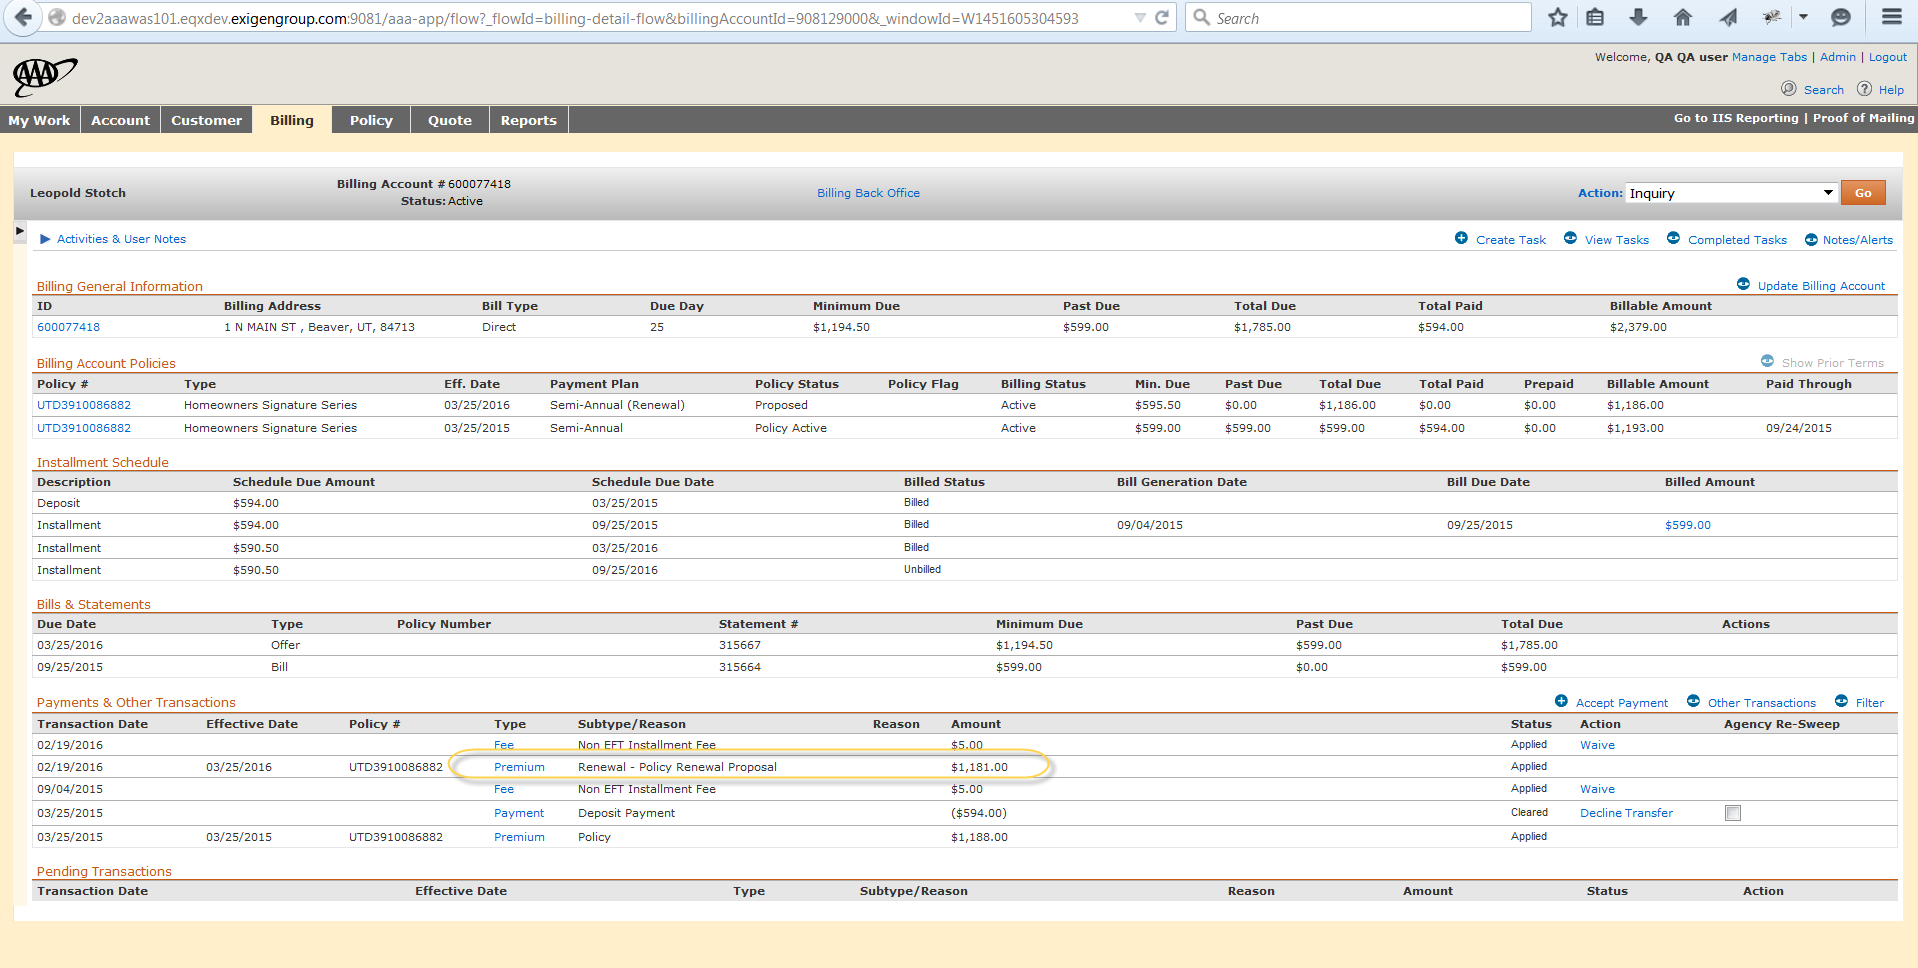 dev2aaawas101.eqxdev.exigengroup.com:9081/aaa-app/flow?_flowId=billing-detail-flow&billingAccountId=908129000&_windowId=W1451605304593 Search
Welcome, QA QA user Manage Tabs | Admin | Logout
AAA
Search Help
My Work Account Customer Billing Policy Quote Reports Go to IIS Reporting | Proof of Mailing
Leopold Stotch Billing Account # 600077418 Billing Back Office Action: Inquiry Go
Status: Active
Activities & User Notes Create Task View Tasks Completed Tasks Notes/Alerts
Billing General Information Update Billing Account
ID Billing Address Bill Type Due Day Minimum Due Past Due Total Due Total Paid Billable Amount
600077418 1 N MAIN ST , Beaver, UT, 84713 Direct 25 $1,194.50 $599.00 $1,785.00 $594.00 $2,379.00
Billing Account Policies Show Prior Terms
Policy # Type Eff. Date Payment Plan Policy Status Policy Flag Billing Status Min. Due Past Due Total Due Total Paid Prepaid Billable Amount Paid Through
UTD3910086882 Homeowners Signature Series 03/25/2016 Semi-Annual (Renewal) Proposed Active $595.50 $0.00 $1,186.00 $0.00 $0.00 $1,186.00
UTD3910086882 Homeowners Signature Series 03/25/2015 Semi-Annual Policy Active Active $599.00 $599.00 $599.00 $594.00 $0.00 $1,193.00 09/24/2015
Installment Schedule
Description Schedule Due Amount Schedule Due Date Billed Status Bill Generation Date Bill Due Date Billed Amount
Deposit $594.00 03/25/2015 Billed
Installment $594.00 09/25/2015 Billed 09/04/2015 09/25/2015 $599.00
Installment $590.50 03/25/2016 Billed
Installment $590.50 09/25/2016 Unbilled
Bills & Statements
Due Date Type Policy Number Statement # Minimum Due Past Due Total Due Actions
03/25/2016 Offer 315667 $1,194.50 $599.00 $1,785.00
09/25/2015 Bill 315664 $599.00 $0.00 $599.00
Payments & Other Transactions Accept Payment Other Transactions Filter
Transaction Date Effective Date Policy # Type Subtype/Reason Reason Amount Status Action Agency Re-Sweep
02/19/2016 Fee Non EFT Installment Fee $5.00 Applied Waive
02/19/2016 03/25/2016 UTD3910086882 Premium Renewal - Policy Renewal Proposal $1,181.00 Applied
09/04/2015 Fee Non EFT Installment Fee $5.00 Applied Waive
03/25/2015 Payment Deposit Payment ($594.00) Cleared Decline Transfer
03/25/2015 03/25/2015 UTD3910086882 Premium Policy $1,188.00 Applied
Pending Transactions
Transaction Date Effective Date Type Subtype/Reason Reason Amount Status Action